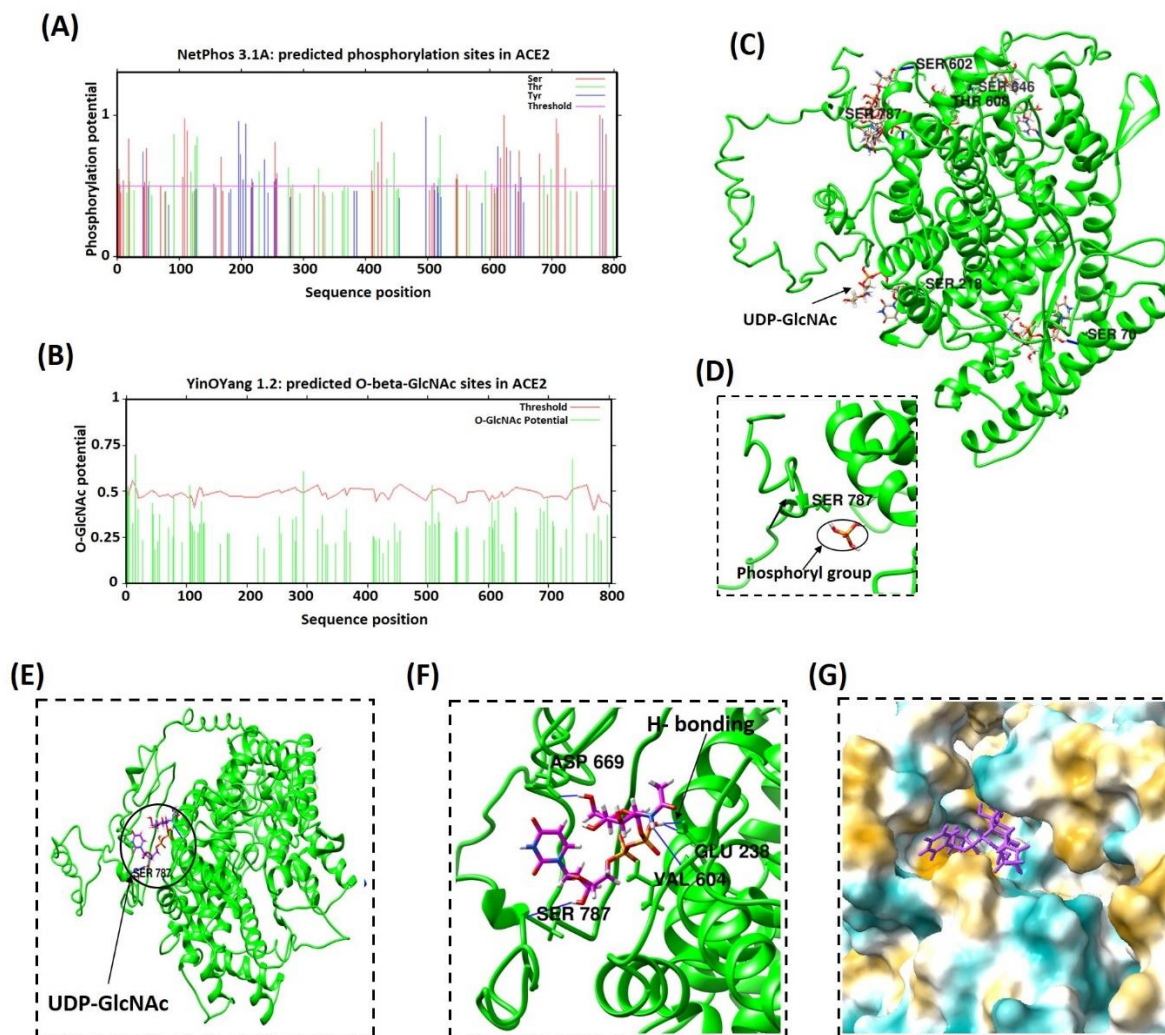 (A)
NetPhos 3.1A: predicted phosphorylation sites in ACE2
Ser
Thr
Tyr
Threshold
1
0
Phosphorylation potential
0 100 200 300 400 500 600 700 800
Sequence position
(B)
YinOYang 1.2: predicted O-beta-GlcNAc sites in ACE2
Threshold
O-GlcNAc Potential
1
0.75
0.5
0.25
0
O-GlcNAc potential
0 100 200 300 400 500 600 700 800
Sequence position
(C)
SER 602
SER 646
THR 608
SER 787
SER 218
UDP-GlcNAc
SER 70
(D)
SER 787
Phosphoryl group
(E)
SER 787
UDP-GlcNAc
(F)
H- bonding
ASP 669
GLU 238
VAL 604
SER 787
(G)